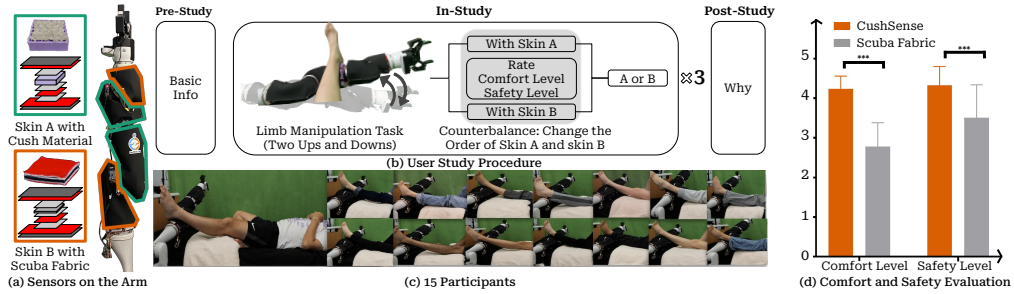 Skin A with
Cush Material
Skin B with
Scuba Fabric
(a) Sensors on the Arm
Pre-Study
Basic
Info
In-Study
Limb Manipulation Task
(Two Ups and Downs)
With Skin A
Rate
Comfort Level
Safety Level
With Skin B
A or B
×3
Counterbalance: Change the
Order of Skin A and skin B
Post-Study
Why
(b) User Study Procedure
(c) 15 Participants
CushSense
Scuba Fabric
***
***
5
4
3
2
1
0
Comfort Level
Safety Level
(d) Comfort and Safety Evaluation